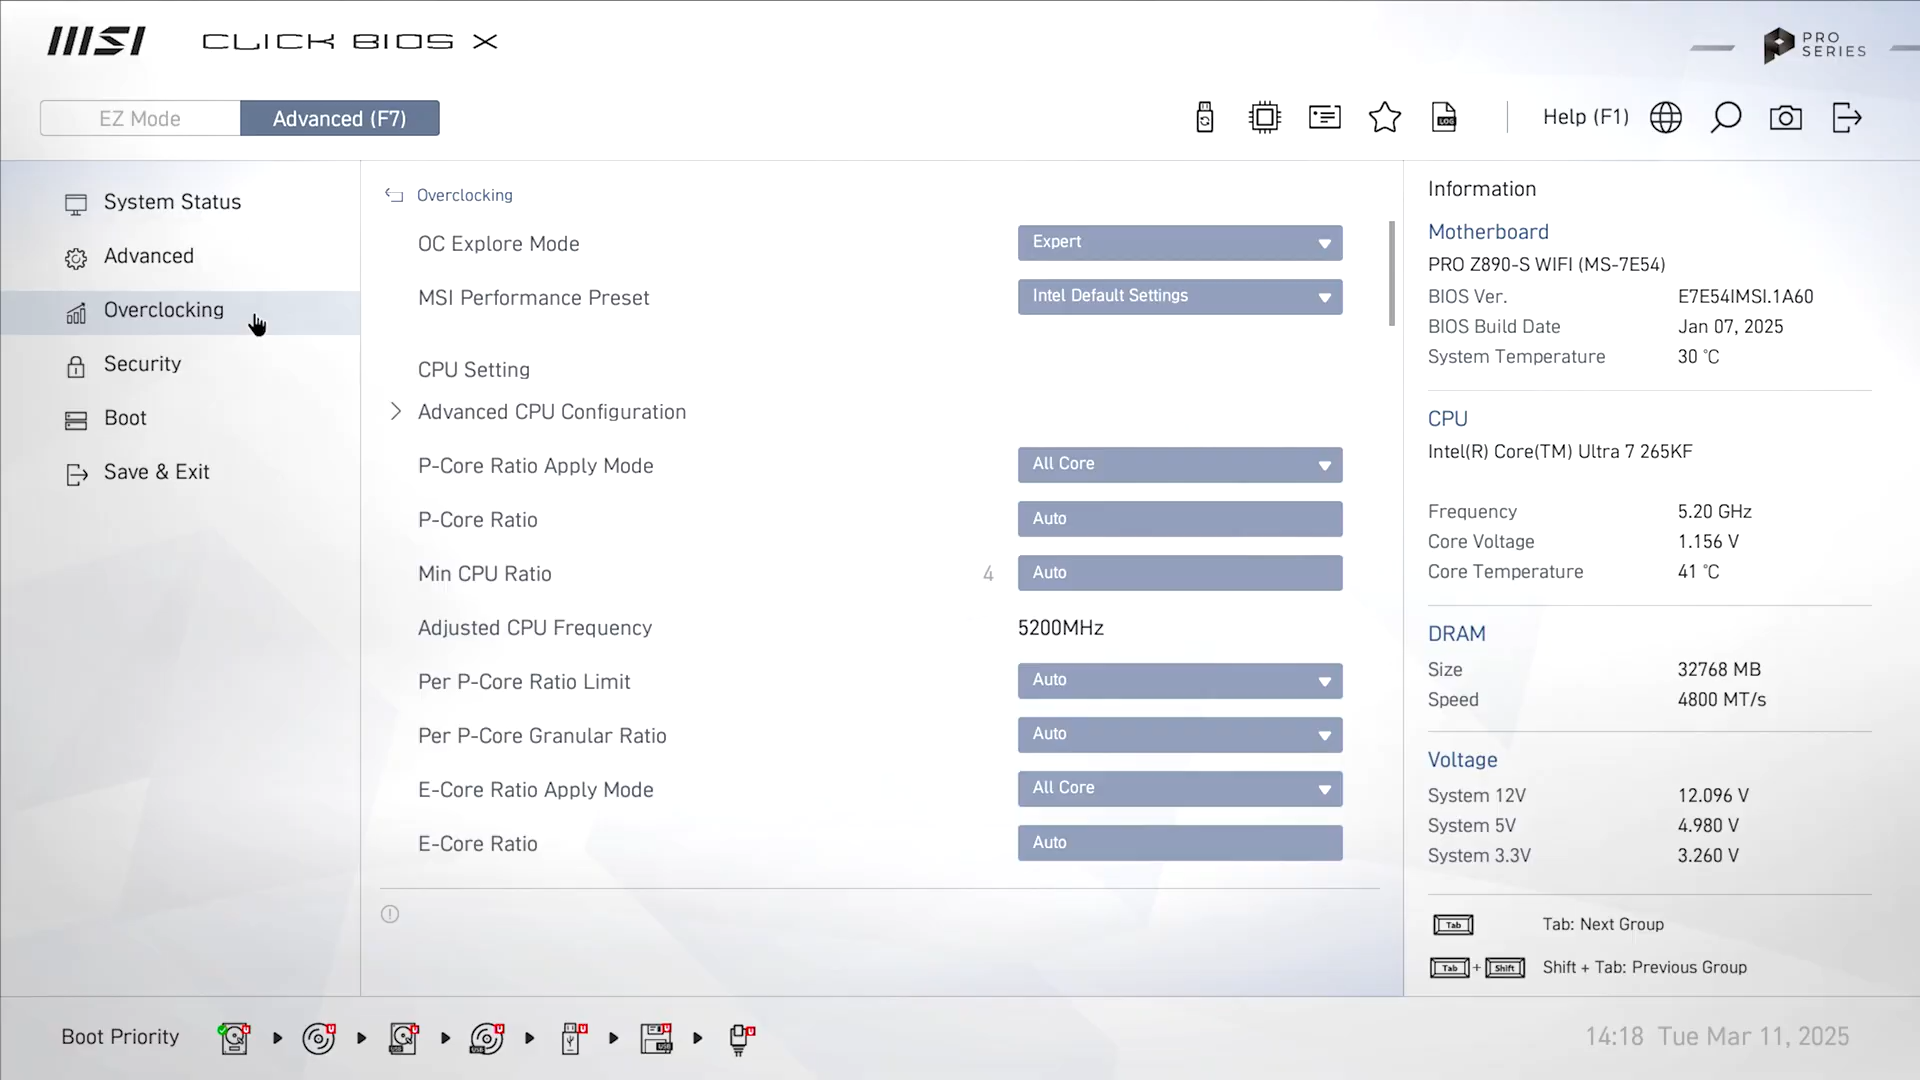 MSI CLICK BIOS X
PRO
SERIES
EZ Mode
Advanced (F7)
LOG
Help (F1)
System Status
Advanced
Overclocking
Security
Boot
Save & Exit
Overclocking
OC Explore Mode Expert
MSI Performance Preset Intel Default Settings
CPU Setting
Advanced CPU Configuration
P-Core Ratio Apply Mode All Core
P-Core Ratio Auto
Min CPU Ratio 4 Auto
Adjusted CPU Frequency 5200MHz
Per P-Core Ratio Limit Auto
Per P-Core Granular Ratio Auto
E-Core Ratio Apply Mode All Core
E-Core Ratio Auto
Information
Motherboard
PRO Z890-S WIFI (MS-7E54)
BIOS Ver. E7E54IMSI.1A60
BIOS Build Date Jan 07, 2025
System Temperature 30 °C
CPU
Intel(R) Core(TM) Ultra 7 265KF
Frequency 5.20 GHz
Core Voltage 1.156 V
Core Temperature 41 °C
DRAM
Size 32768 MB
Speed 4800 MT/s
Voltage
System 12V 12.096 V
System 5V 4.980 V
System 3.3V 3.260 V
Tab Tab: Next Group
Tab + Shift Shift + Tab: Previous Group
Boot Priority
U
U
USB U
USB U
U
USB U
U
14:18 Tue Mar 11, 2025